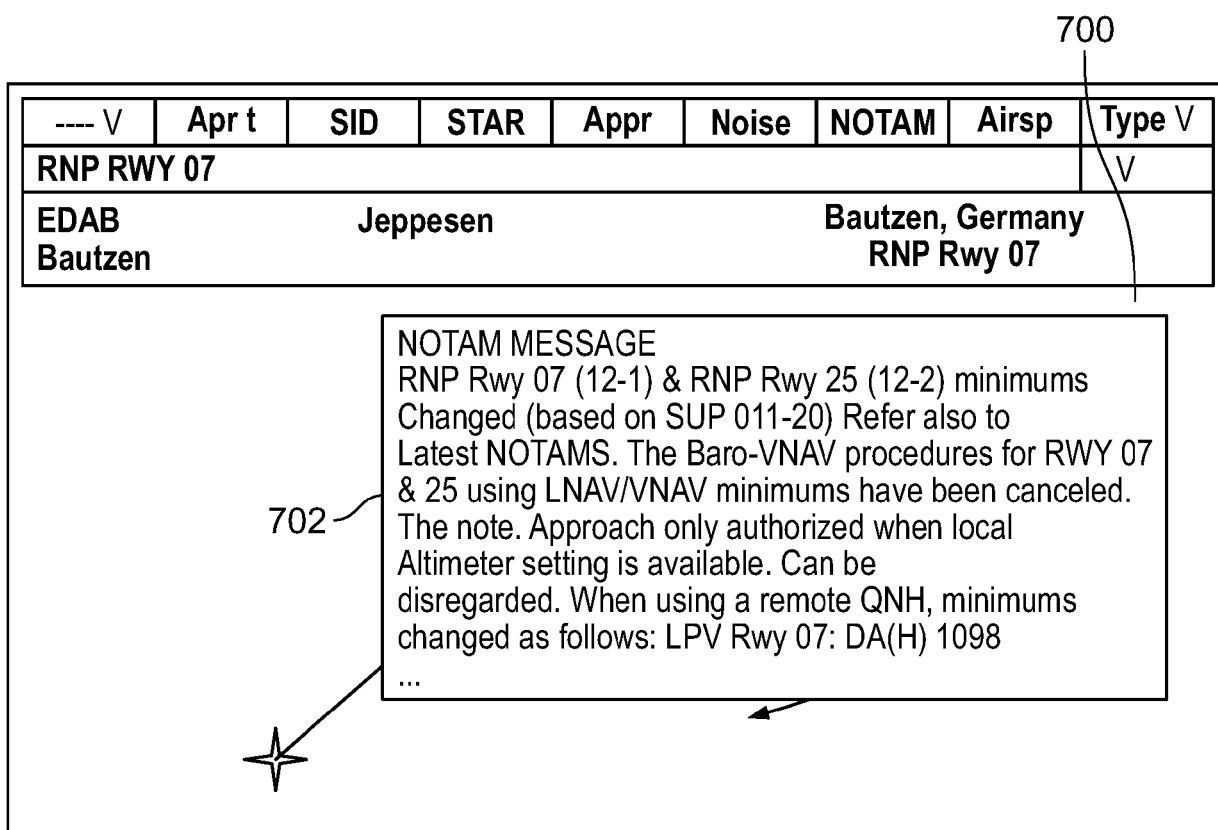 700
---- V Apr t SID STAR Appr Noise NOTAM Airsp Type V
RNP RWY 07 V
EDAB Jeppesen Bautzen, Germany
Bautzen RNP Rwy 07
NOTAM MESSAGE
RNP Rwy 07 (12-1) & RNP Rwy 25 (12-2) minimums
Changed (based on SUP 011-20) Refer also to
Latest NOTAMS. The Baro-VNAV procedures for RWY 07
& 25 using LNAV/VNAV minimums have been canceled.
702
The note. Approach only authorized when local
Altimeter setting is available. Can be
disregarded. When using a remote QNH, minimums
changed as follows: LPV Rwy 07: DA(H) 1098
...